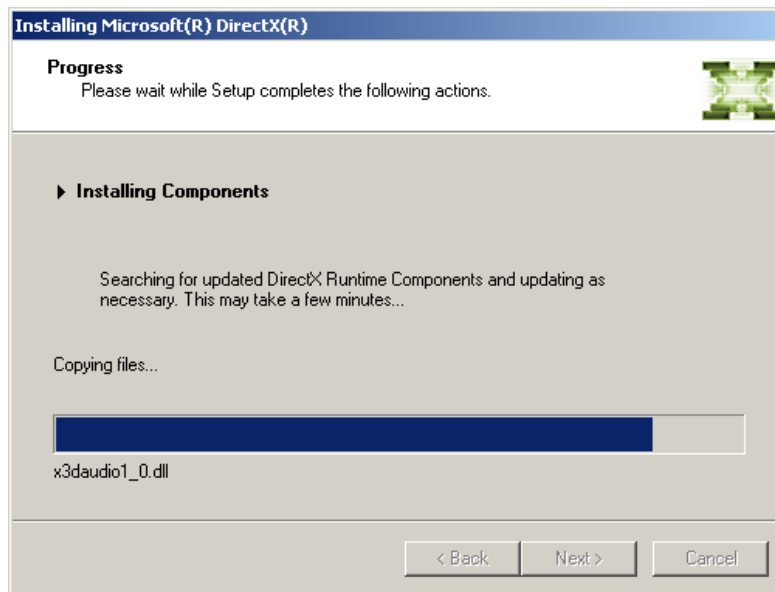 Installing Microsoft(R) DirectX(R)
Progress
Please wait while Setup completes the following actions.
Installing Components
Searching for updated DirectX Runtime Components and updating as
necessary. This may take a few minutes...
Copying files...
x3daudio1_0.dll
< Back
Next >
Cancel